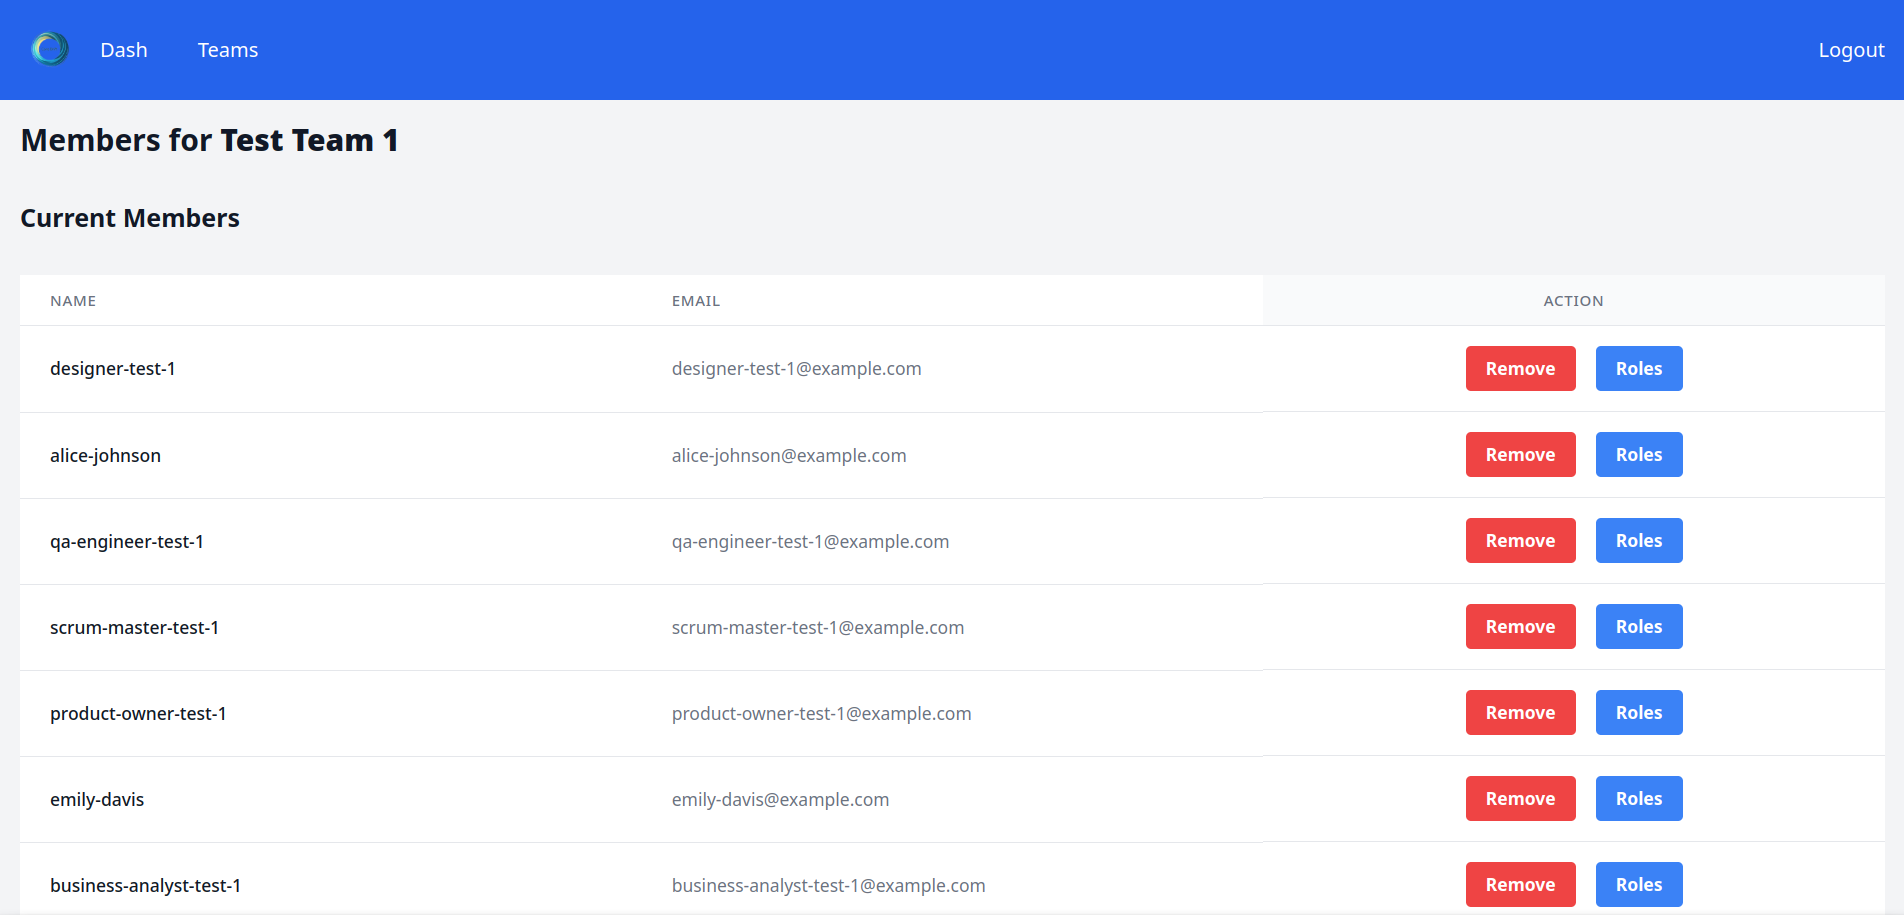 Dash Teams Logout
Members for Test Team 1
Current Members
NAME EMAIL ACTION
designer-test-1 designer-test-1@example.com Remove Roles
alice-johnson alice-johnson@example.com Remove Roles
qa-engineer-test-1 qa-engineer-test-1@example.com Remove Roles
scrum-master-test-1 scrum-master-test-1@example.com Remove Roles
product-owner-test-1 product-owner-test-1@example.com Remove Roles
emily-davis emily-davis@example.com Remove Roles
business-analyst-test-1 business-analyst-test-1@example.com Remove Roles